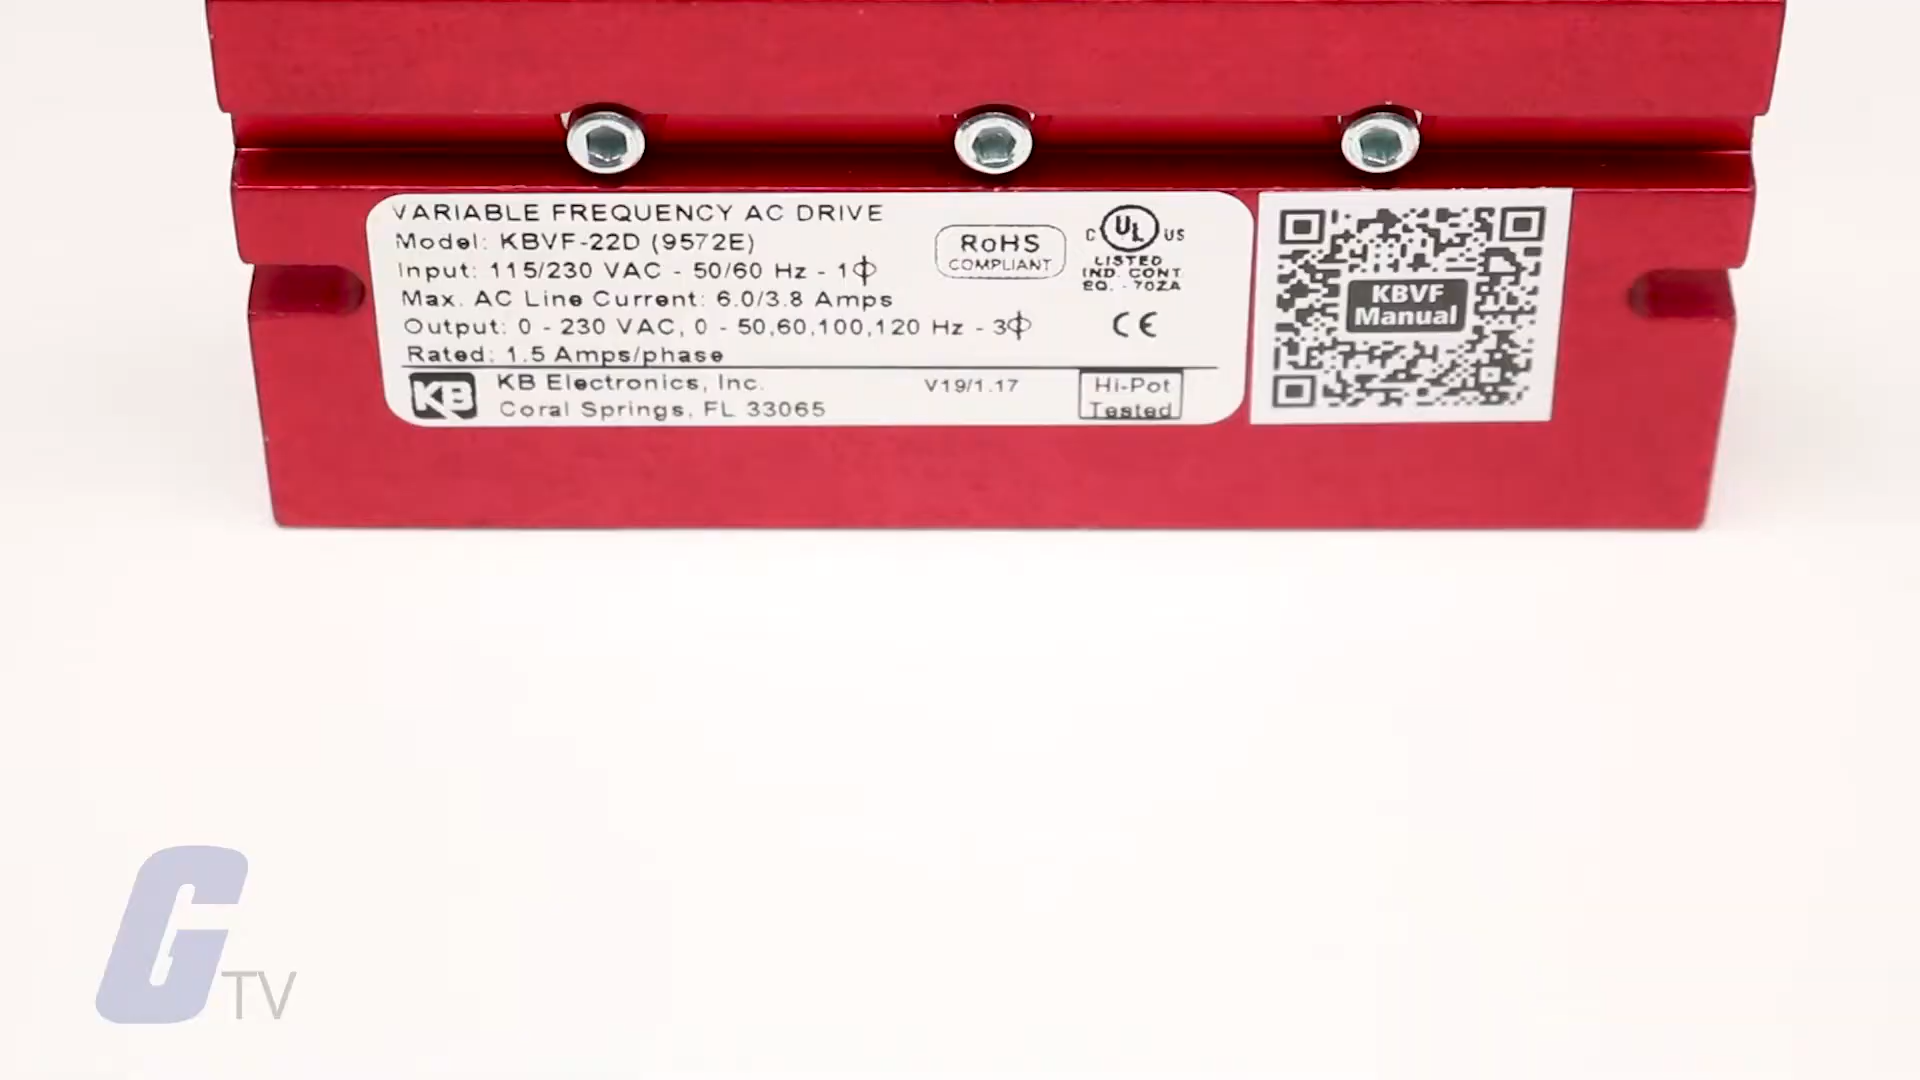 VARIABLE FREQUENCY AC DRIVE
Model: KBVF-22D (9572E)
Input: 115/230 VAC - 50/60 Hz - 1ϕ
Max. AC Line Current: 6.0/3.8 Amps
Output: 0 - 230 VAC, 0 - 50,60,100,120 Hz - 3ϕ
Rated: 1.5 Amps/phase
KB
KB Electronics, Inc.
Coral Springs, FL 33065
V19/1.17
Hi-Pot
Tested
RoHS
COMPLIANT
C UL US
LISTED
IND. CONT.
EQ. - 70ZA
CE
KBVF
Manual
G TV